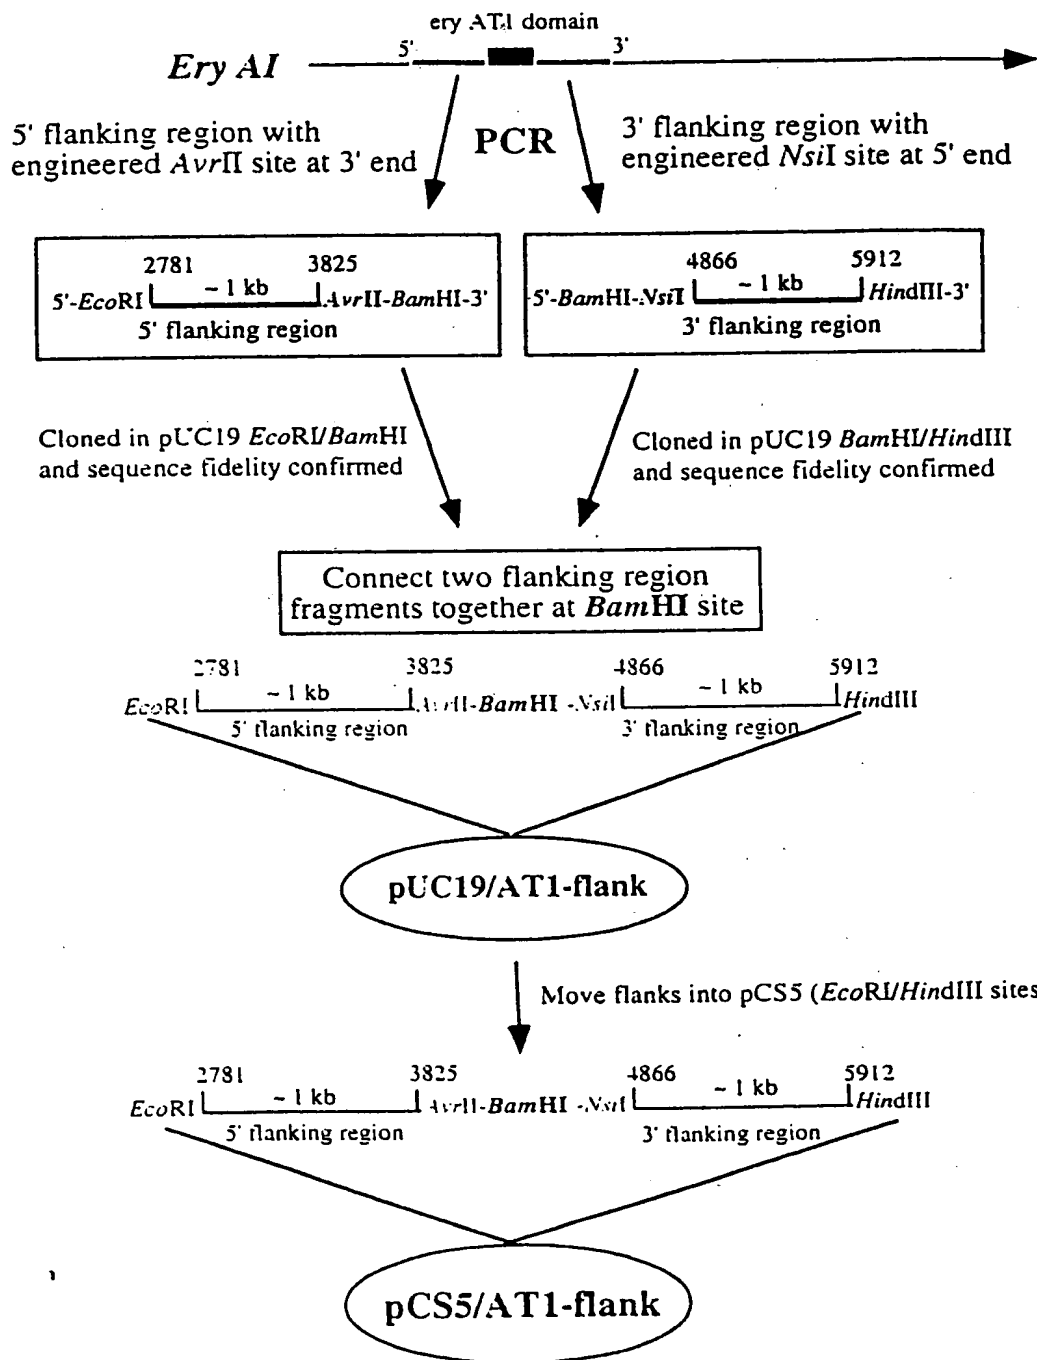 ery AT1 domain
5' 3'
Ery AI
5' flanking region with
engineered AvrII site at 3' end
PCR
3' flanking region with
engineered NsiI site at 5' end
2781 3825
~ 1 kb
5'-EcoRI AvrII-BamHI-3'
5' flanking region
4866 5912
~ 1 kb
5'-BamHI-NsiI HindIII-3'
3' flanking region
Cloned in pUC19 EcoRI/BamHI
and sequence fidelity confirmed
Cloned in pUC19 BamHI/HindIII
and sequence fidelity confirmed
Connect two flanking region
fragments together at BamHI site
2781 3825 4866 5912
~ 1 kb ~ 1 kb
EcoRI AvrII-BamHI -NsiI HindIII
5' flanking region 3' flanking region
pUC19/AT1-flank
Move flanks into pCS5 (EcoRI/HindIII sites
2781 3825 4866 5912
~ 1 kb ~ 1 kb
EcoRI AvrII-BamHI -NsiI HindIII
5' flanking region 3' flanking region
pCS5/AT1-flank